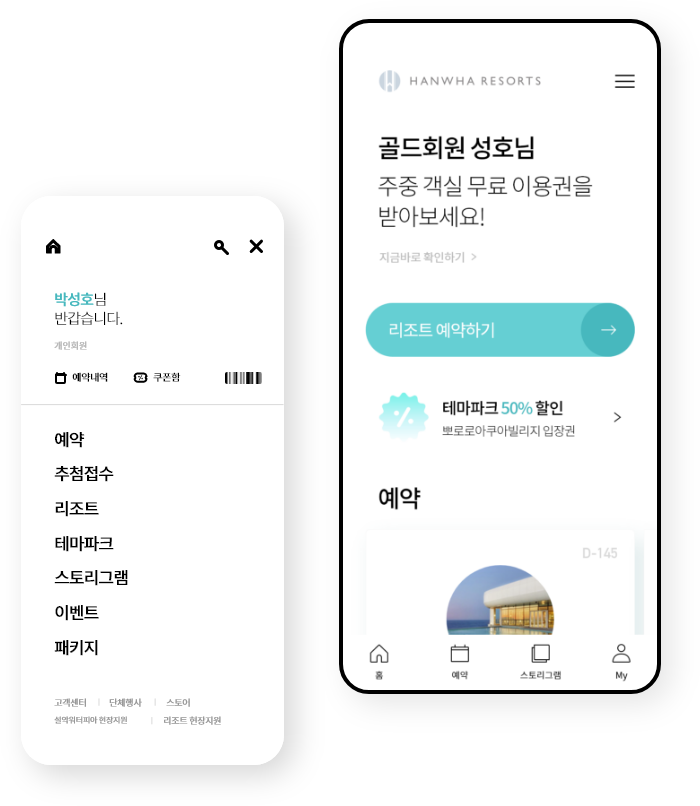 박성호님
반갑습니다.
개인회원
예약내역 쿠폰함
예약
추첨접수
리조트
테마파크
스토리그램
이벤트
패키지
고객센터 | 단체행사 | 스토어
설악워터피아 현장지원 | 리조트 현장지원
HANWHA RESORTS
골드회원 성호님
주중 객실 무료 이용권을
받아보세요!
지금바로 확인하기 >
리조트 예약하기 →
테마파크 50% 할인
뽀로로아쿠아빌리지 입장권
예약
D-145
홈 예약 스토리그램 My